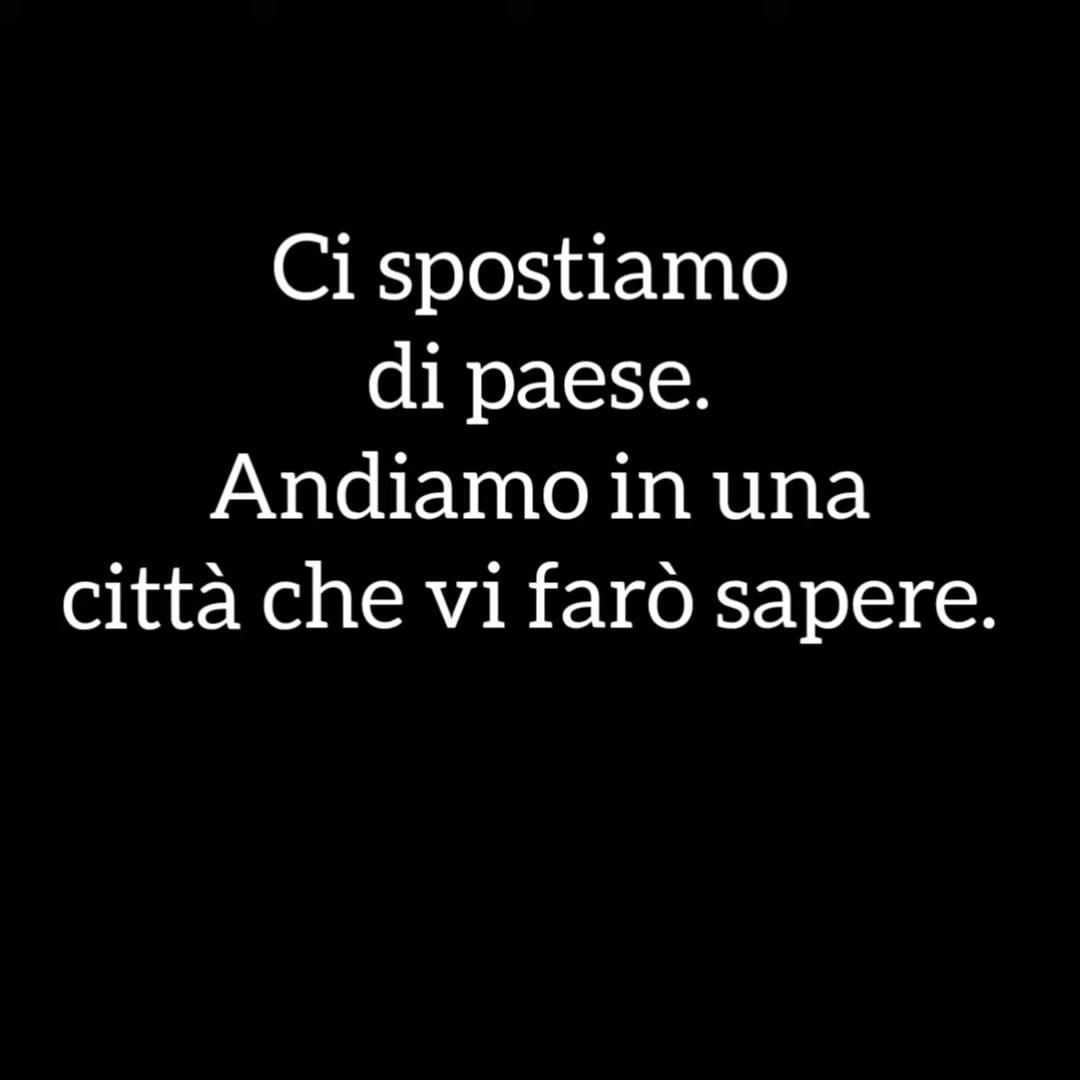 Ci spostiamo
di paese.
Andiamo in una
città che vi farò sapere.